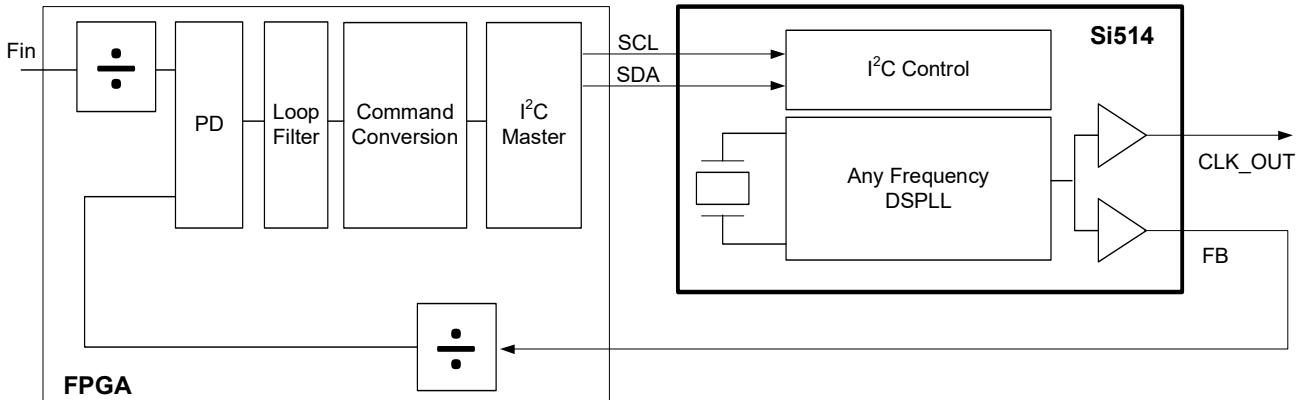 Fin
÷
PD
Loop
Filter
Command
Conversion
I²C
Master
SCL
SDA
Si514
I²C Control
Any Frequency
DSPLL
CLK_OUT
FB
÷
FPGA